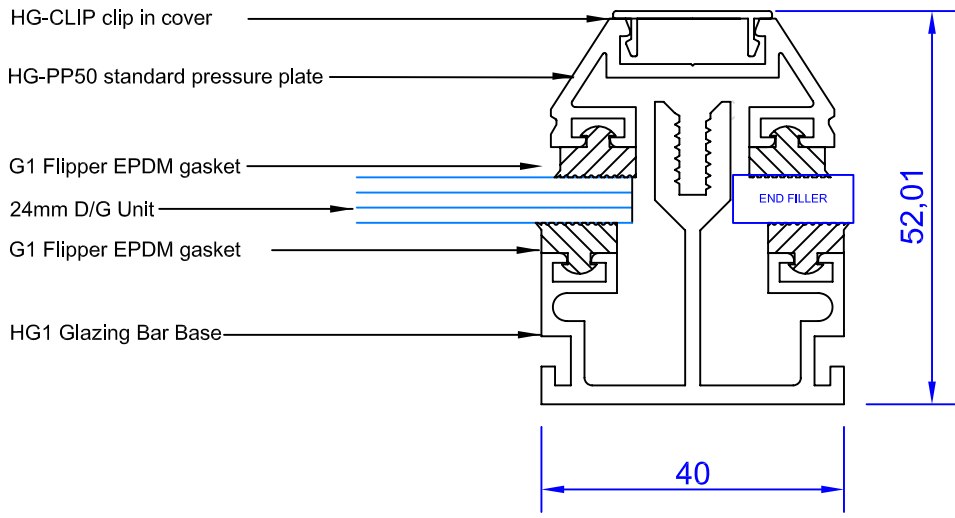 HG-CLIP clip in cover
HG-PP50 standard pressure plate
G1 Flipper EPDM gasket
24mm D/G Unit
G1 Flipper EPDM gasket
HG1 Glazing Bar Base
END FILLER
52,01
40